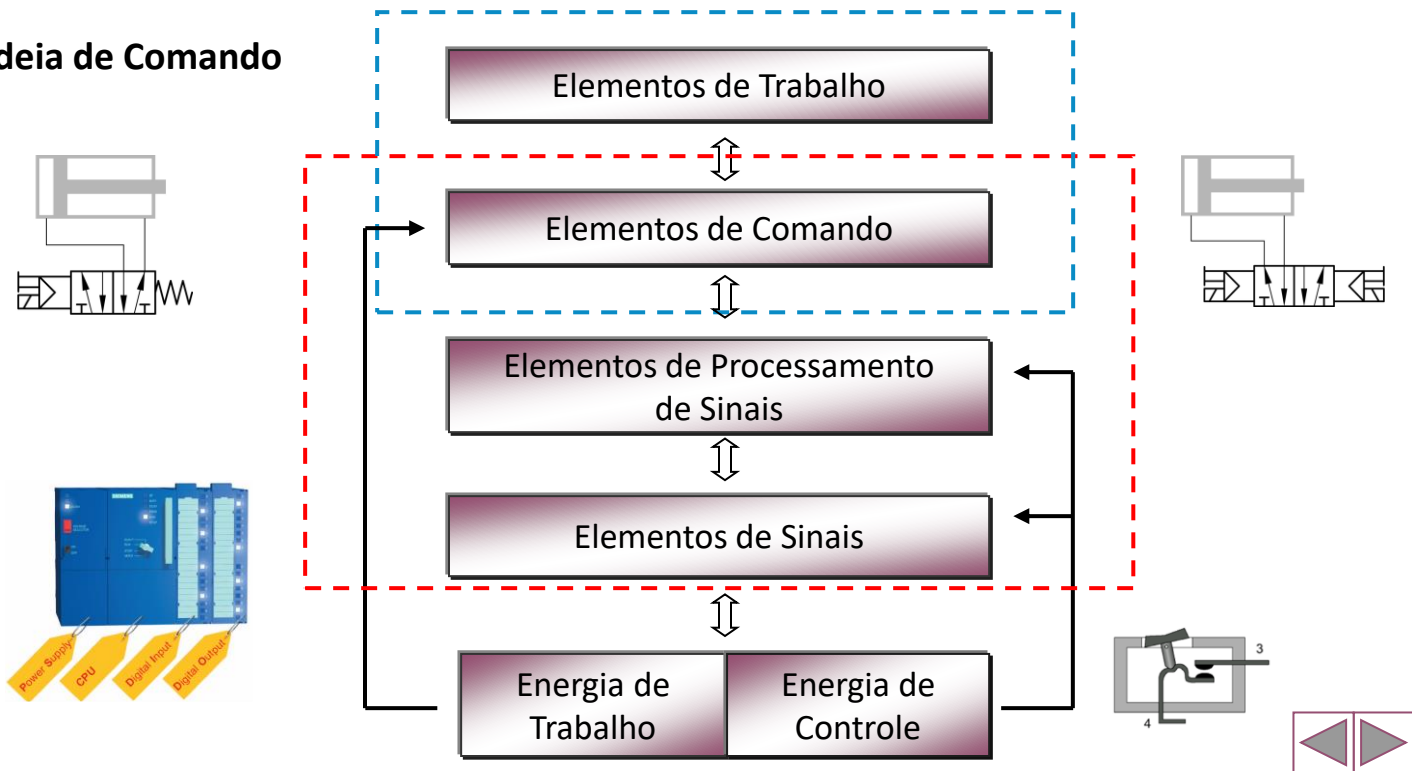 deia de Comando
Elementos de Trabalho
Elementos de Comando
Elementos de Processamento
de Sinais
Elementos de Sinais
Energia de
Trabalho
Energia de
Controle
Power Supply
CPU
Digital Input
Digital Output
3
4